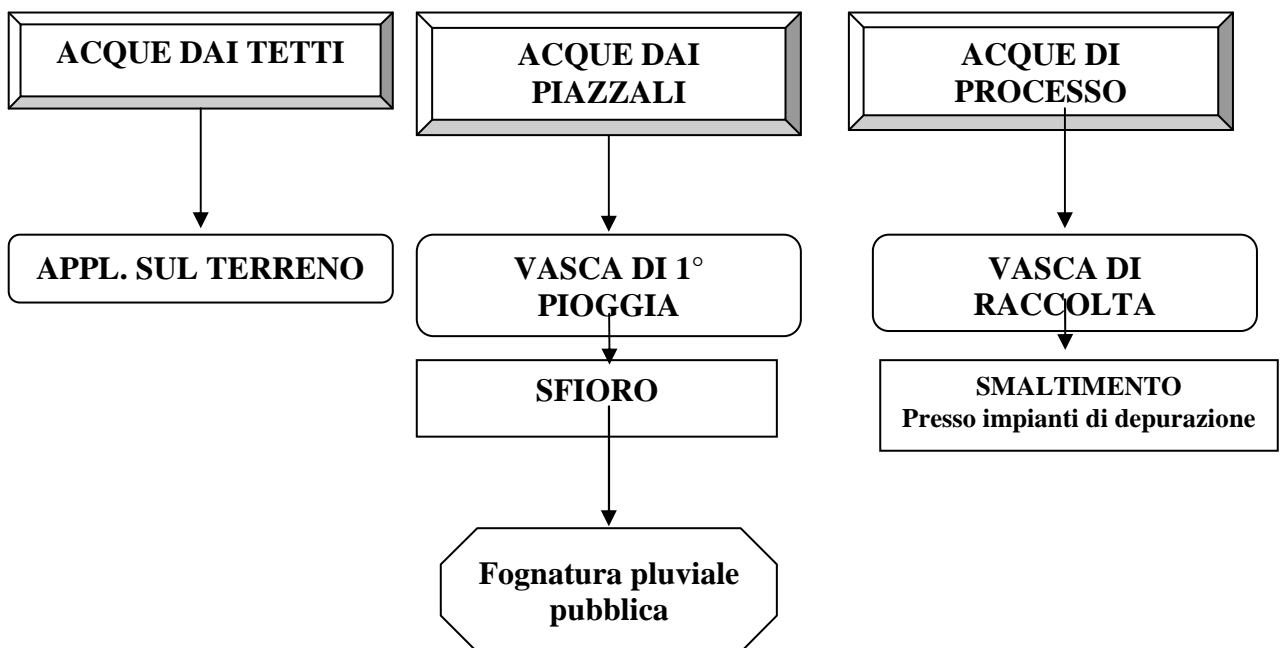 ACQUE DAI TETTI
ACQUE DAI
PIAZZALI
ACQUE DI
PROCESSO
APPL. SUL TERRENO
VASCA DI 1°
PIOGGIA
VASCA DI
RACCOLTA
SFIORO
SMALTIMENTO
Presso impianti di depurazione
Fognatura pluviale
pubblica